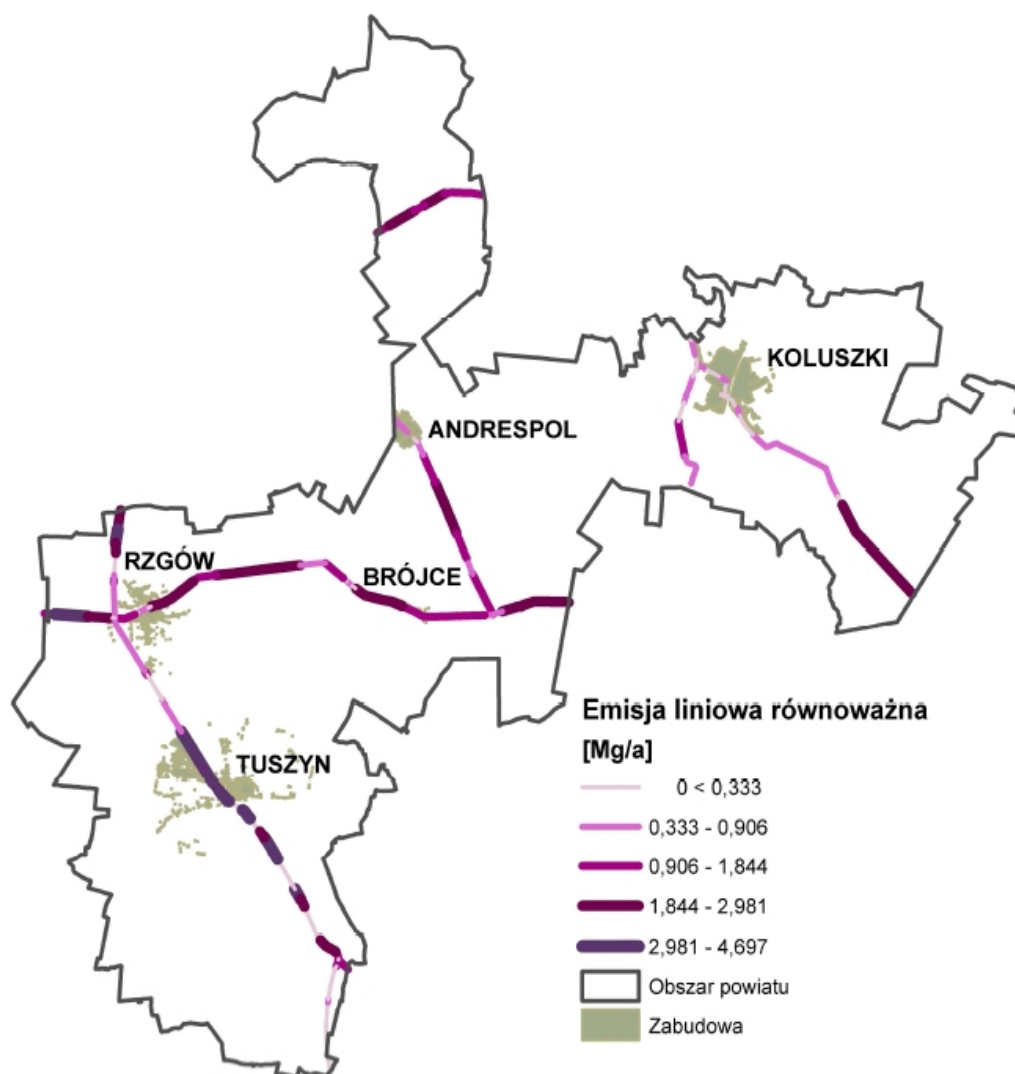 KOLUSZKI
ANDRESPOL
RZGÓW
BRÓJCE
TUSZYN
Emisja liniowa równoważna
[Mg/a]
0 < 0,333
0,333 - 0,906
0,906 - 1,844
1,844 - 2,981
2,981 - 4,697
Obszar powiatu
Zabudowa